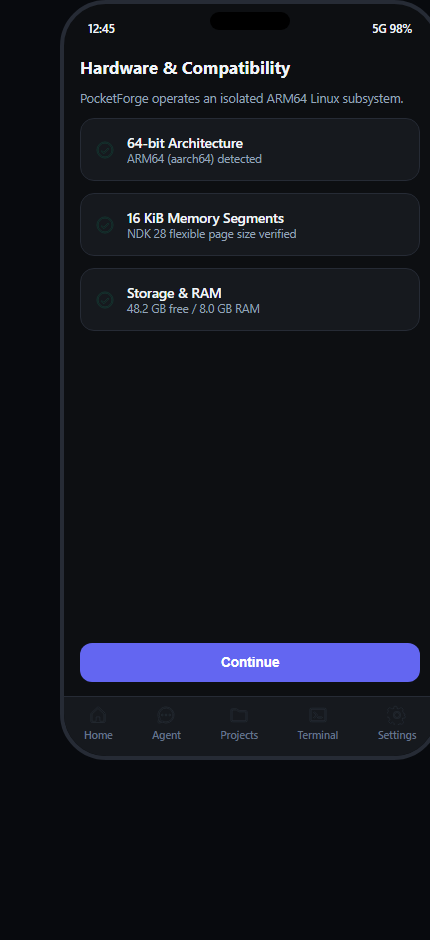 12:45
5G 98%
Hardware & Compatibility
PocketForge operates an isolated ARM64 Linux subsystem.
64-bit Architecture
ARM64 (aarch64) detected
16 KiB Memory Segments
NDK 28 flexible page size verified
Storage & RAM
48.2 GB free / 8.0 GB RAM
Continue
Home
Agent
Projects
Terminal
Settings